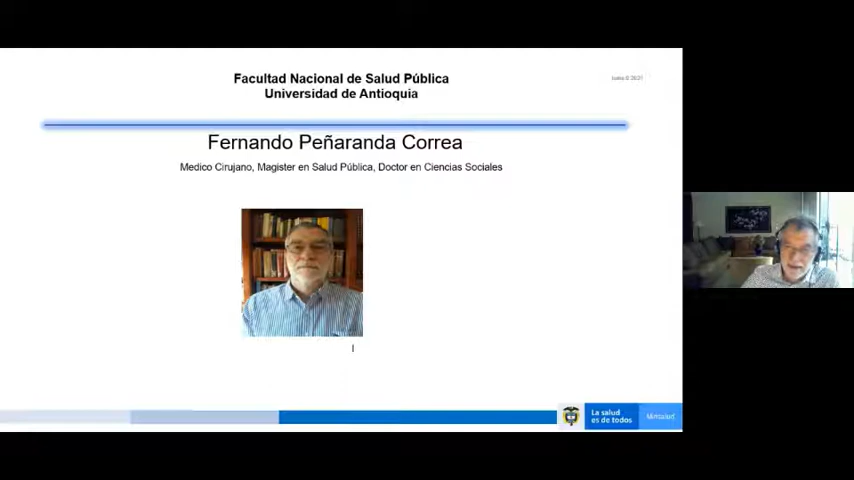 Facultad Nacional de Salud Pública
Universidad de Antioquia
Fernando Peñaranda Correa
Medico Cirujano, Magister en Salud Pública, Doctor en Ciencias Sociales
La salud
es de todos
Minsalud